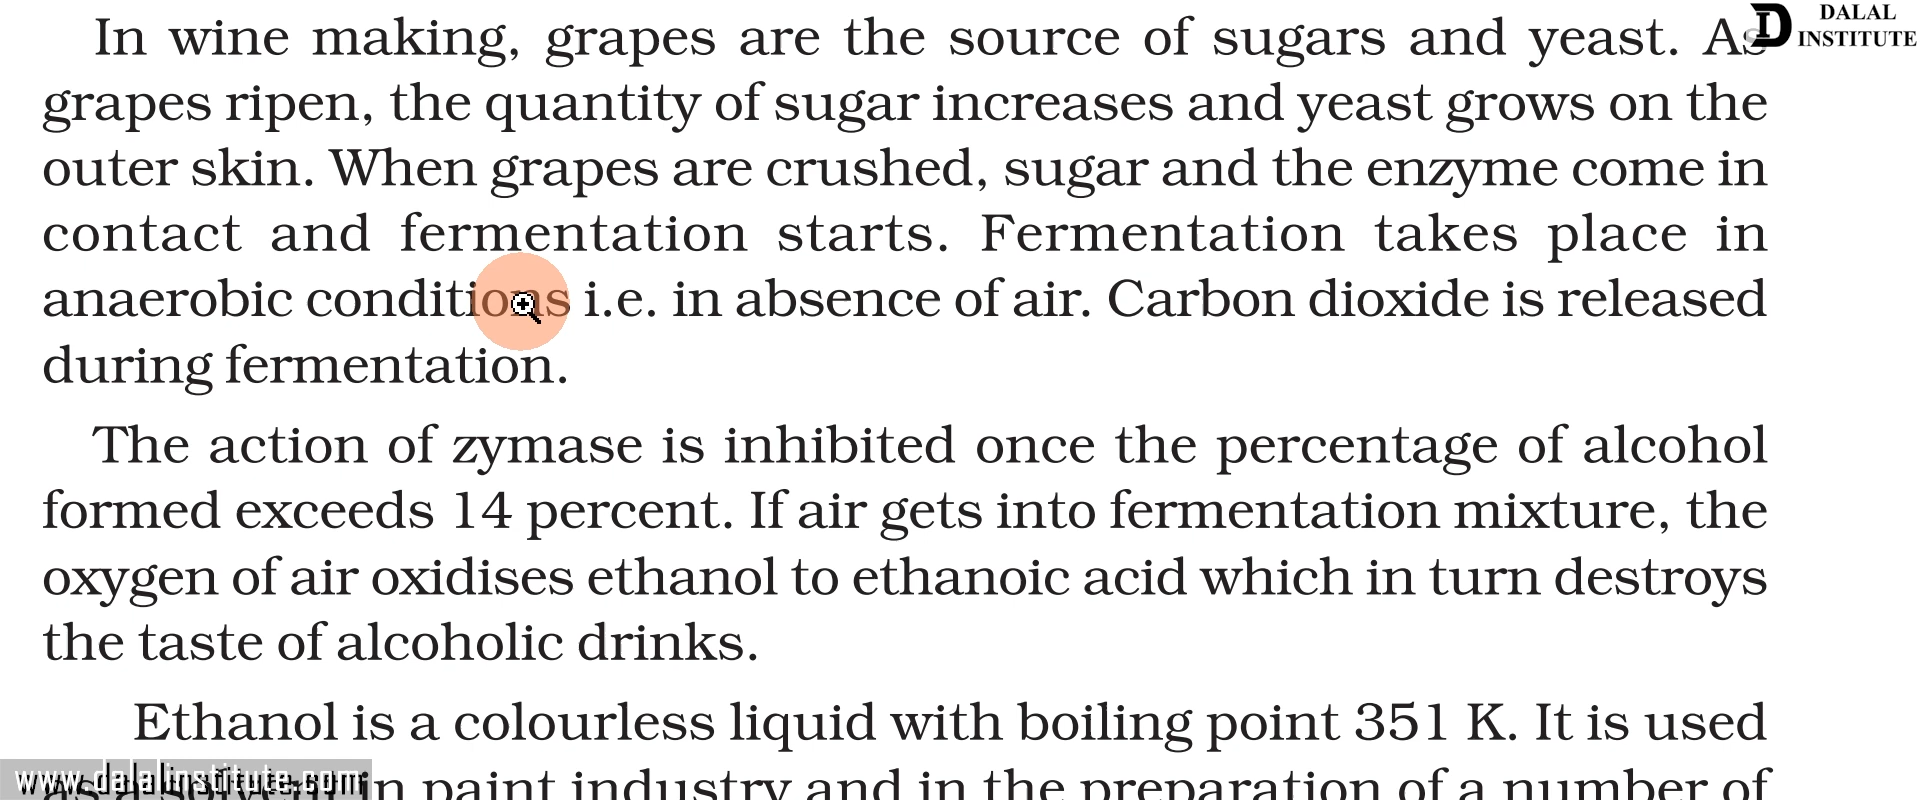 In wine making, grapes are the source of sugars and yeast. As
DALAL
INSTITUTE
grapes ripen, the quantity of sugar increases and yeast grows on the
outer skin. When grapes are crushed, sugar and the enzyme come in
contact and fermentation starts. Fermentation takes place in
anaerobic conditions i.e. in absence of air. Carbon dioxide is released
during fermentation.
The action of zymase is inhibited once the percentage of alcohol
formed exceeds 14 percent. If air gets into fermentation mixture, the
oxygen of air oxidises ethanol to ethanoic acid which in turn destroys
the taste of alcoholic drinks.
Ethanol is a colourless liquid with boiling point 351 K. It is used
www.dalalinstitute.com
as a solvent in paint industry and in the preparation of a number of